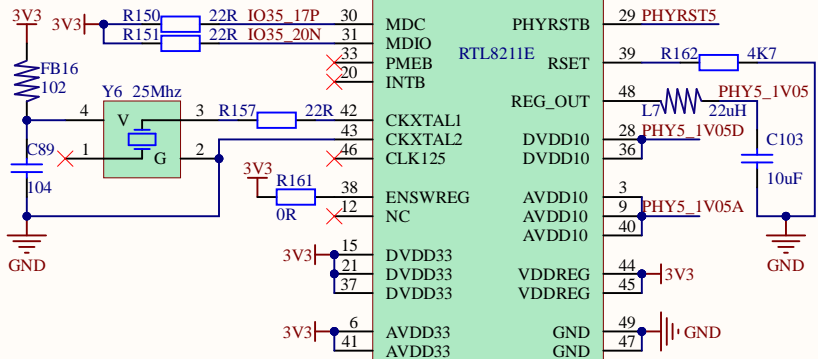 3V3
3V3
R150 22R IO35_17P 30 MDC
R151 22R IO35_20N 31 MDIO
33 PMEB
20 INTB
FB16
102
Y6 25Mhz
4 V 3 R157 22R 42 CKXTAL1
43 CKXTAL2
C89 1 G 2 46 CLK125
104
3V3 R161 38 ENSWREG
0R 12 NC
GND
3V3 15 DVDD33
21 DVDD33
37 DVDD33
3V3 6 AVDD33
41 AVDD33
RTL8211E
PHYRSTB 29 PHYRST5
RSET 39 R162 4K7
REG_OUT 48 L7 22uH PHY5_1V05
DVDD10 28 PHY5_1V05D
DVDD10 36
C103
10uF
AVDD10 3
AVDD10 9 PHY5_1V05A
AVDD10 40
GND
VDDREG 44 3V3
VDDREG 45
GND 49 GND
GND 47